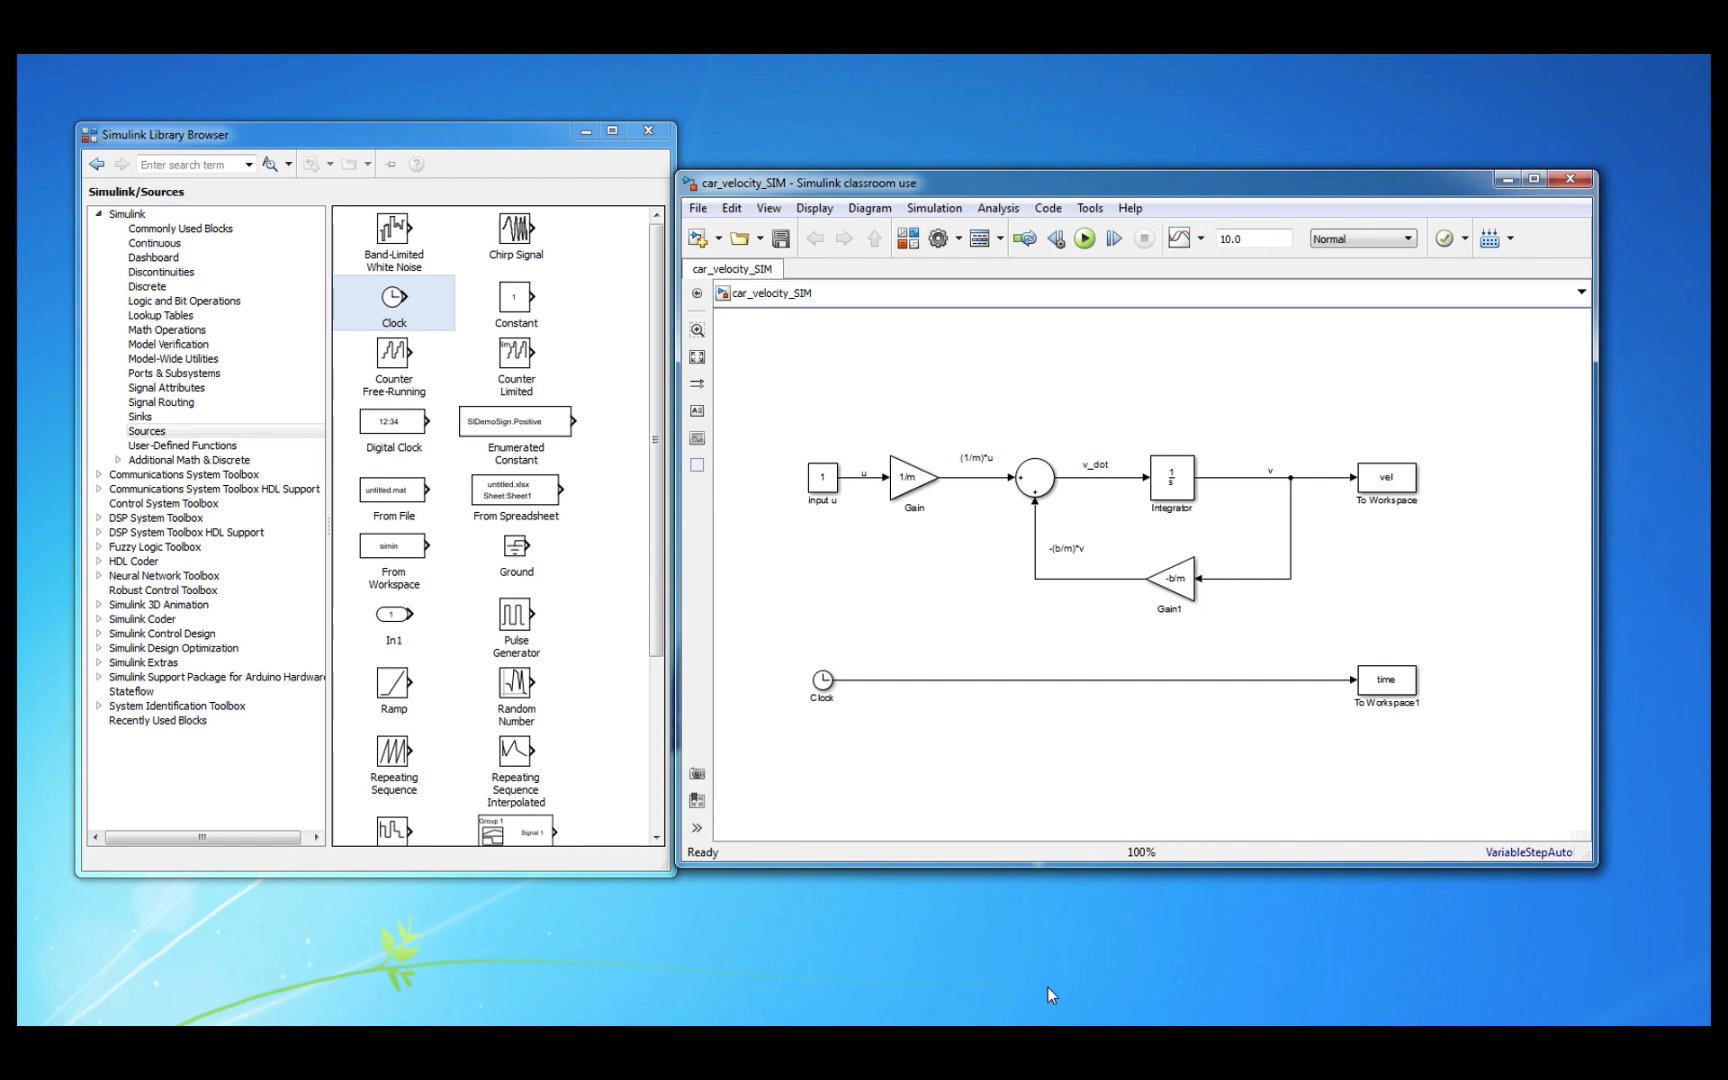 Simulink Library Browser
Enter search term
Simulink/Sources
Simulink
Commonly Used Blocks
Continuous
Dashboard
Discontinuities
Discrete
Logic and Bit Operations
Lookup Tables
Math Operations
Model Verification
Model-Wide Utilities
Ports & Subsystems
Signal Attributes
Signal Routing
Sinks
Sources
User-Defined Functions
Additional Math & Discrete
Communications System Toolbox
Communications System Toolbox HDL Support
Control System Toolbox
DSP System Toolbox
DSP System Toolbox HDL Support
Fuzzy Logic Toolbox
HDL Coder
Neural Network Toolbox
Robust Control Toolbox
Simulink 3D Animation
Simulink Coder
Simulink Control Design
Simulink Design Optimization
Simulink Extras
Simulink Support Package for Arduino Hardware
Stateflow
System Identification Toolbox
Recently Used Blocks
Band-Limited
White Noise
Chirp Signal
Clock
1
Constant
Counter
Free-Running
lim
Counter
Limited
12:34
Digital Clock
SlDemoSign.Positive
Enumerated
Constant
untitled.mat
From File
untitled.xlsx
Sheet:Sheet1
From Spreadsheet
simin
From
Workspace
Ground
1
In1
Pulse
Generator
Ramp
Random
Number
Repeating
Sequence
Repeating
Sequence
Interpolated
Group 1
Signal 1
car_velocity_SIM - Simulink classroom use
File Edit View Display Diagram Simulation Analysis Code Tools Help
10.0
Normal
car_velocity_SIM
car_velocity_SIM
1
input u
u
1/m
Gain
(1/m)*u
+
+
v_dot
1
s
Integrator
v
vel
To Workspace
-(b/m)*v
-b/m
Gain1
Clock
time
To Workspace1
Ready
100%
VariableStepAuto